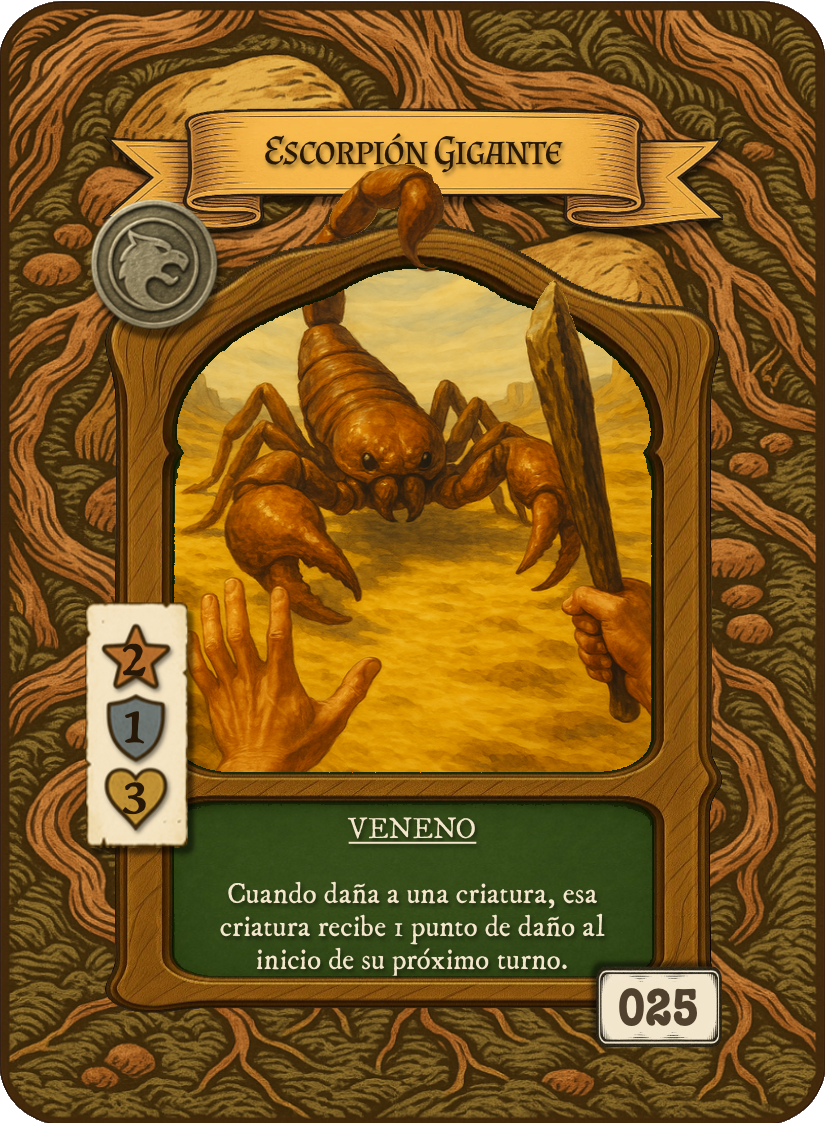 Escorpión Gigante
2
1
3
VENENO
Cuando daña a una criatura, esa
criatura recibe 1 punto de daño al
inicio de su próximo turno.
025